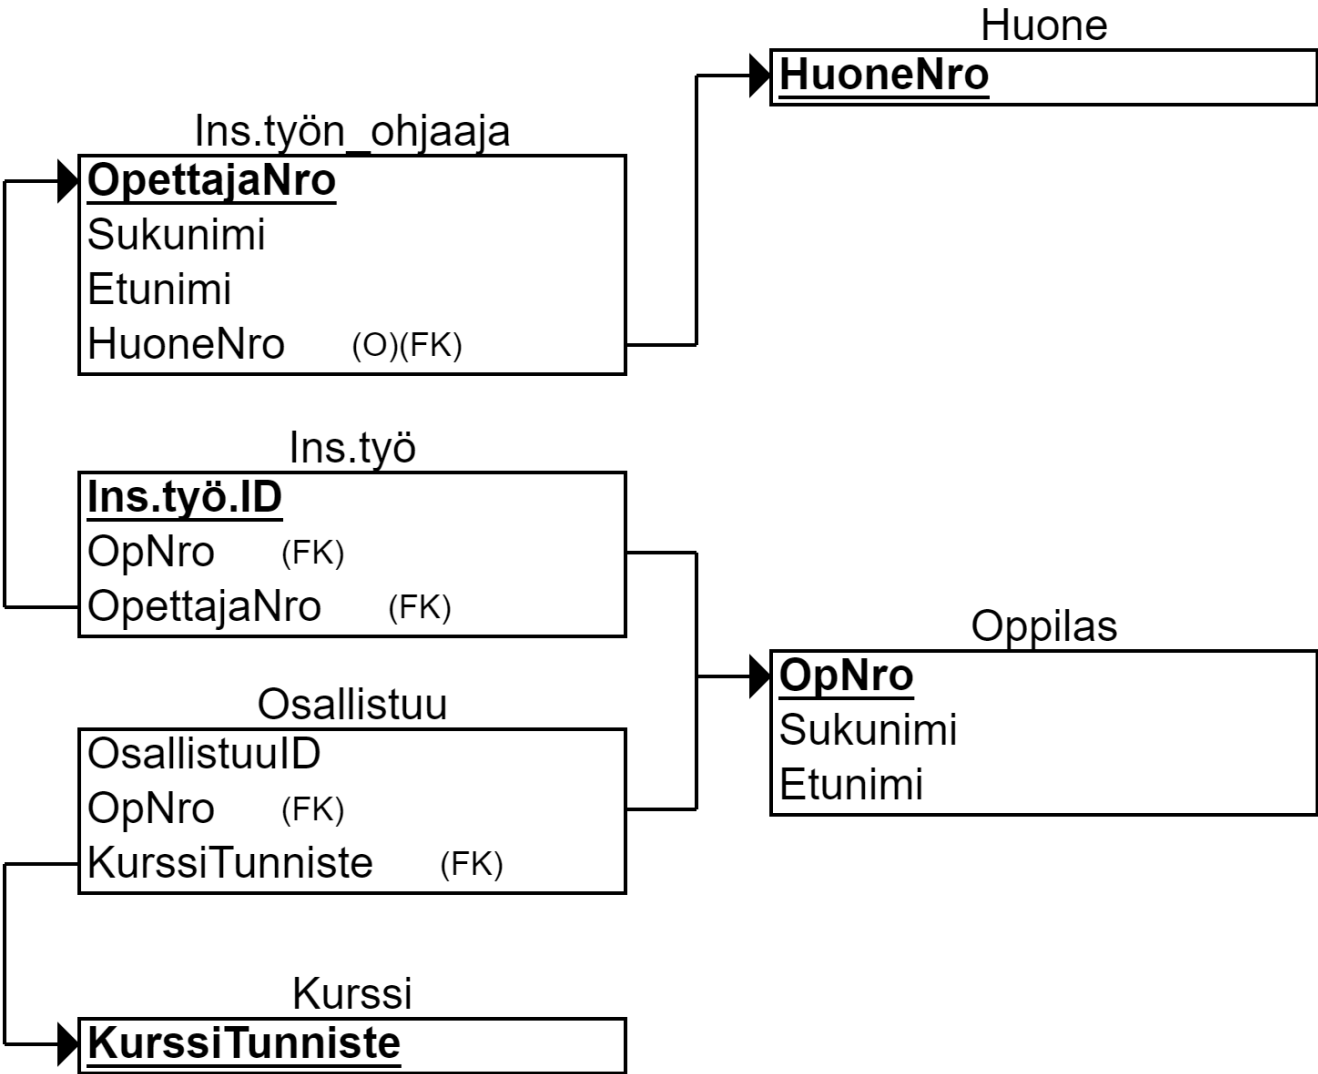 Huone
HuoneNro
Ins.työn_ohjaaja
OpettajaNro
Sukunimi
Etunimi
HuoneNro (O)(FK)
Ins.työ
Ins.työ.ID
OpNro (FK)
OpettajaNro (FK)
Oppilas
OpNro
Sukunimi
Etunimi
Osallistuu
OsallistuuID
OpNro (FK)
KurssiTunniste (FK)
Kurssi
KurssiTunniste